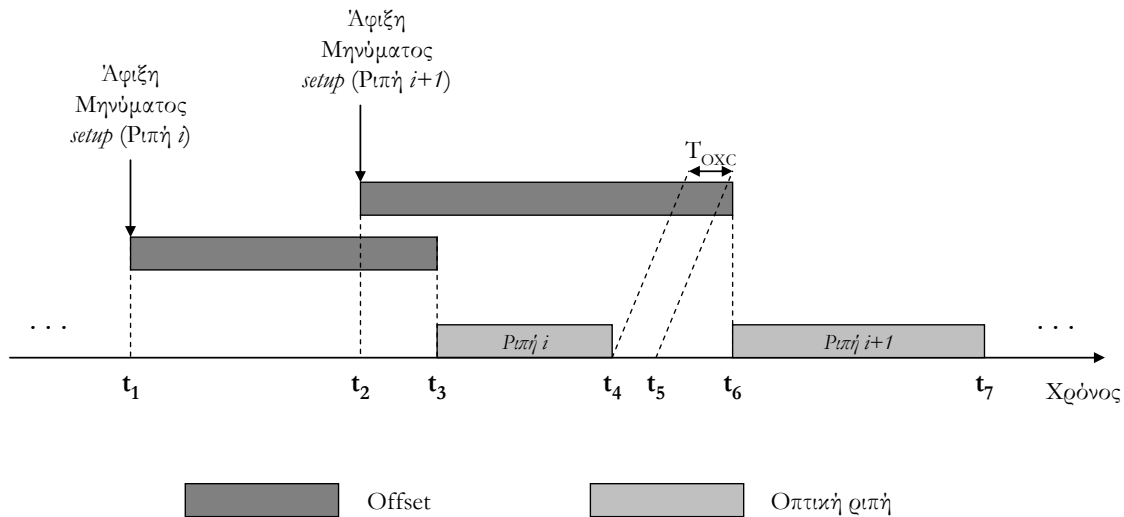 Άφιξη
Μηνύματος
setup (Ριπή i+1)
Άφιξη
Μηνύματος
setup (Ριπή i)
T_OXC
. . .
Ριπή i
Ριπή i+1
. . .
t1 t2 t3 t4 t5 t6 t7 Χρόνος
Offset
Οπτική ριπή